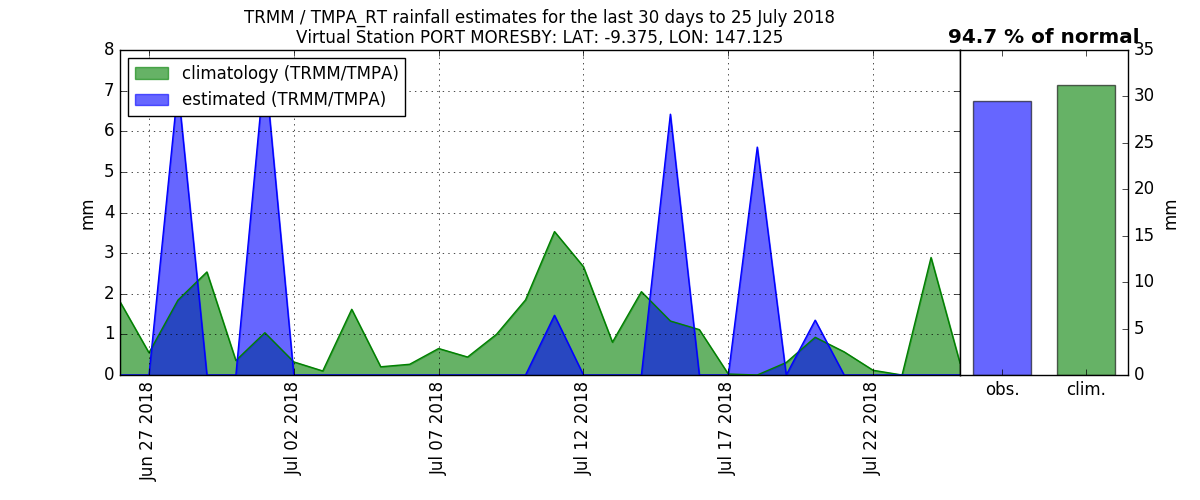 TRMM / TMPA_RT rainfall estimates for the last 30 days to 25 July 2018
Virtual Station PORT MORESBY: LAT: -9.375, LON: 147.125
94.7 % of normal
climatology (TRMM/TMPA)
estimated (TRMM/TMPA)
8
7
6
5
4
3
2
1
0
mm
Jun 27 2018
Jul 02 2018
Jul 07 2018
Jul 12 2018
Jul 17 2018
Jul 22 2018
obs.
clim.
35
30
25
20
15
10
5
0
mm